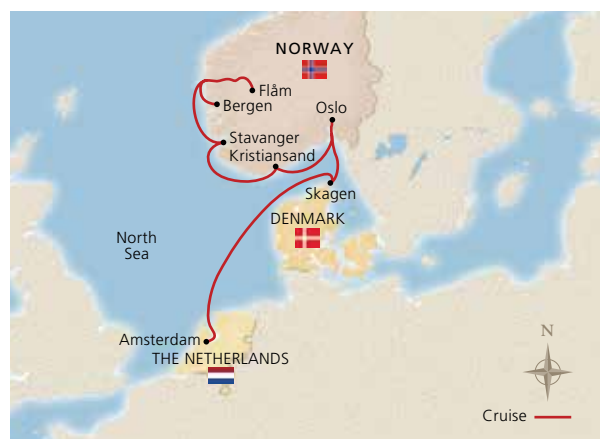 NORWAY
Flåm
Bergen
Oslo
Stavanger
Kristiansand
Skagen
DENMARK
North
Sea
Amsterdam
THE NETHERLANDS
N
Cruise